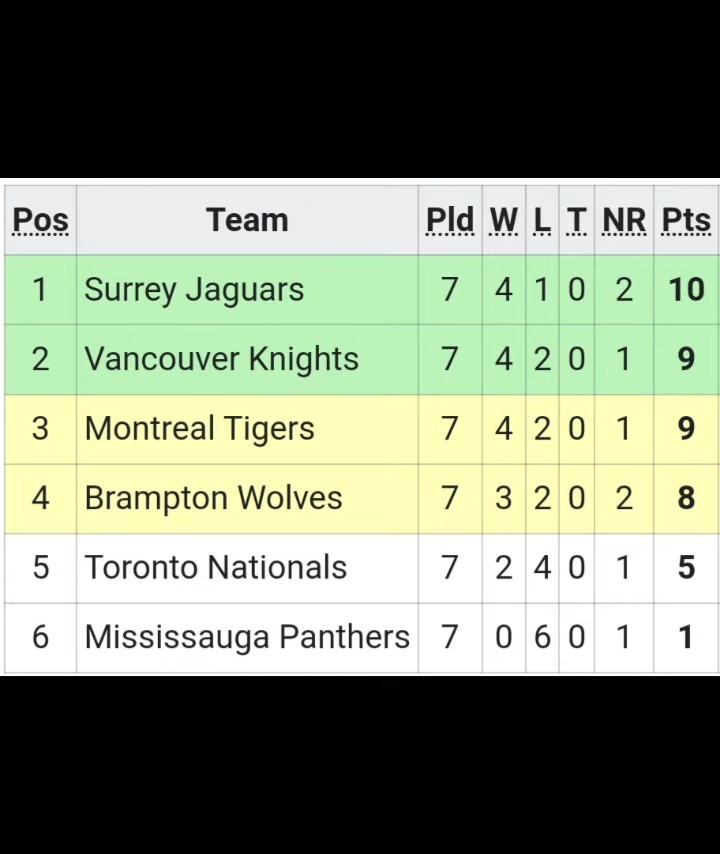 Pos Team Pld W L T NR Pts
1 Surrey Jaguars 7 4 1 0 2 10
2 Vancouver Knights 7 4 2 0 1 9
3 Montreal Tigers 7 4 2 0 1 9
4 Brampton Wolves 7 3 2 0 2 8
5 Toronto Nationals 7 2 4 0 1 5
6 Mississauga Panthers 7 0 6 0 1 1